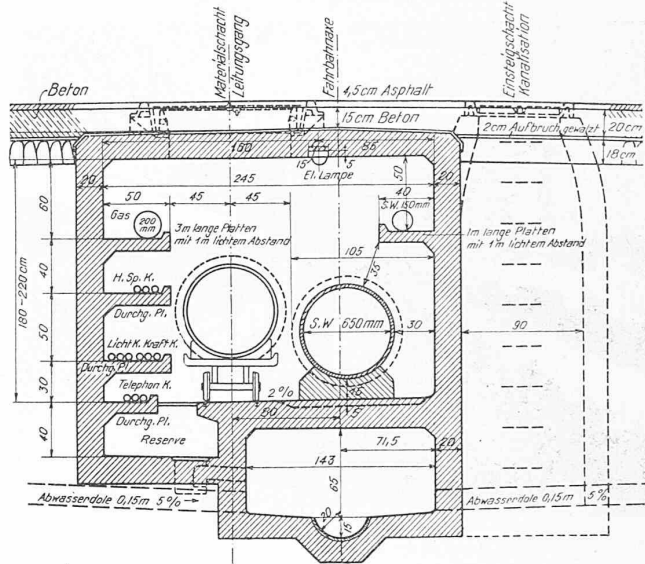 Materialschacht
Leitungsgang
Fahrbahnaxe
Einsteigschacht
Kanalisation
Beton
4,5cm Asphalt
15cm Beton
2cm Aufbruch gewalzt
20cm
18cm
160
85
15
5
El. Lampe
20
245
20
50
45
45
40
50
60
Gas
200 mm
S.W. 150mm
3m lange Platten
mit 1m lichtem Abstand
1m lange Platten
mit 1m lichtem Abstand
105
35
180-220cm
40
H. Sp. K.
Durchg. Pl.
S.W. 650mm
30
90
50
Licht K. Kraft K.
Durchg. Pl.
30
Telephon K.
2%
15
80
5
Durchg. Pl.
40
Reserve
71,5
20
143
65
Abwasserdole 0,15m 5%
Abwasserdole 0,15m 5%
20
15